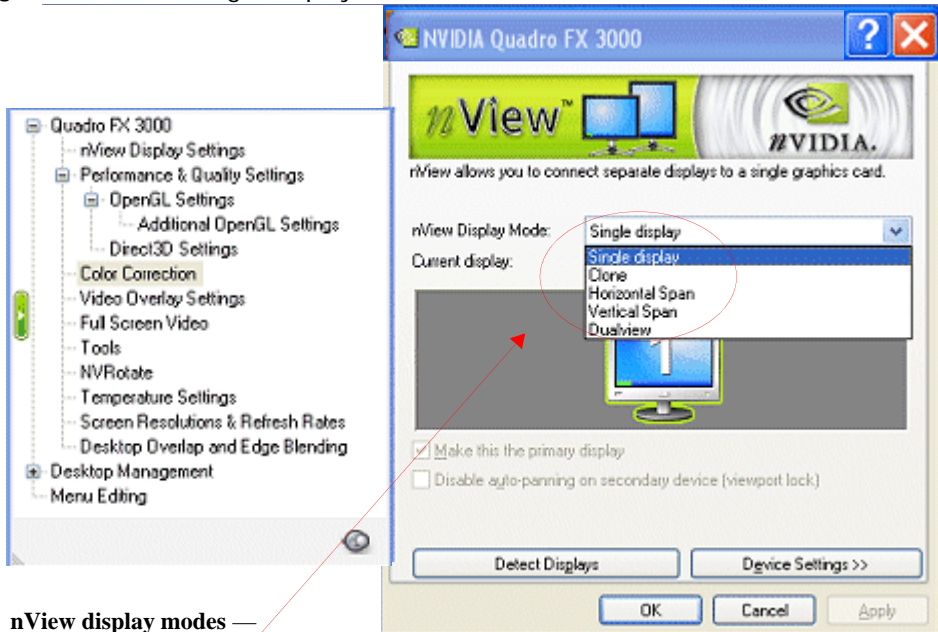 NVIDIA Quadro FX 3000
nView™
nVIDIA.
nView allows you to connect separate displays to a single graphics card.
nView Display Mode:
Single display
Current display:
Single display
Clone
Horizontal Span
Vertical Span
Dualview
1
Make this the primary display
Disable auto-panning on secondary device (viewport lock)
Detect Displays
Device Settings >>
OK
Cancel
Apply
Quadro FX 3000
nView Display Settings
Performance & Quality Settings
OpenGL Settings
Additional OpenGL Settings
Direct3D Settings
Color Correction
Video Overlay Settings
Full Screen Video
Tools
NVRotate
Temperature Settings
Screen Resolutions & Refresh Rates
Desktop Overlap and Edge Blending
Desktop Management
Menu Editing
nView display modes —